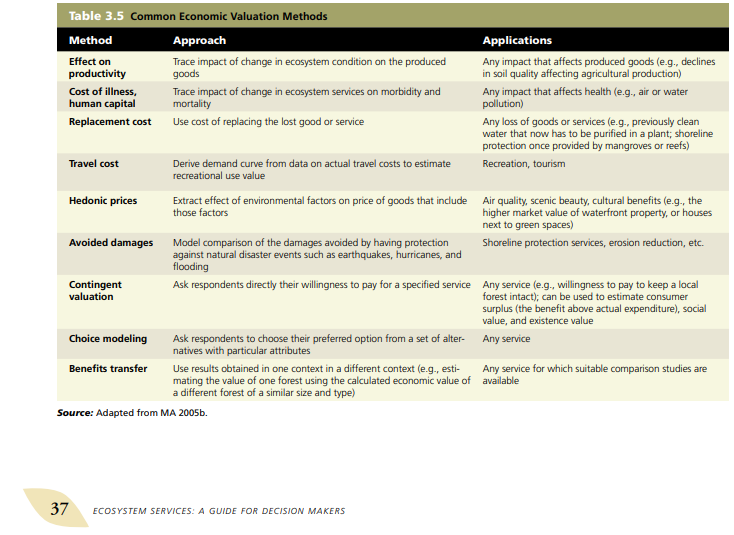 Table 3.5 Common Economic Valuation Methods
Method Approach Applications
Effect on Trace impact of change in ecosystem condition on the produced Any impact that affects produced goods (e.g., declines
productivity goods in soil quality affecting agricultural production)
Cost of illness, Trace impact of change in ecosystem services on morbidity and Any impact that affects health (e.g., air or water
human capital mortality pollution)
Replacement cost Use cost of replacing the lost good or service Any loss of goods or services (e.g., previously clean
water that now has to be purified in a plant; shoreline
protection once provided by mangroves or reefs)
Travel cost Derive demand curve from data on actual travel costs to estimate Recreation, tourism
recreational use value
Hedonic prices Extract effect of environmental factors on price of goods that include Air quality, scenic beauty, cultural benefits (e.g., the
those factors higher market value of waterfront property, or houses
next to green spaces)
Avoided damages Model comparison of the damages avoided by having protection Shoreline protection services, erosion reduction, etc.
against natural disaster events such as earthquakes, hurricanes, and
flooding
Contingent Ask respondents directly their willingness to pay for a specified service Any service (e.g., willingness to pay to keep a local
valuation forest intact); can be used to estimate consumer
surplus (the benefit above actual expenditure), social
value, and existence value
Choice modeling Ask respondents to choose their preferred option from a set of alter- Any service
natives with particular attributes
Benefits transfer Use results obtained in one context in a different context (e.g., esti- Any service for which suitable comparison studies are
mating the value of one forest using the calculated economic value of available
a different forest of a similar size and type)
Source: Adapted from MA 2005b.
37 ECOSYSTEM SERVICES: A GUIDE FOR DECISION MAKERS